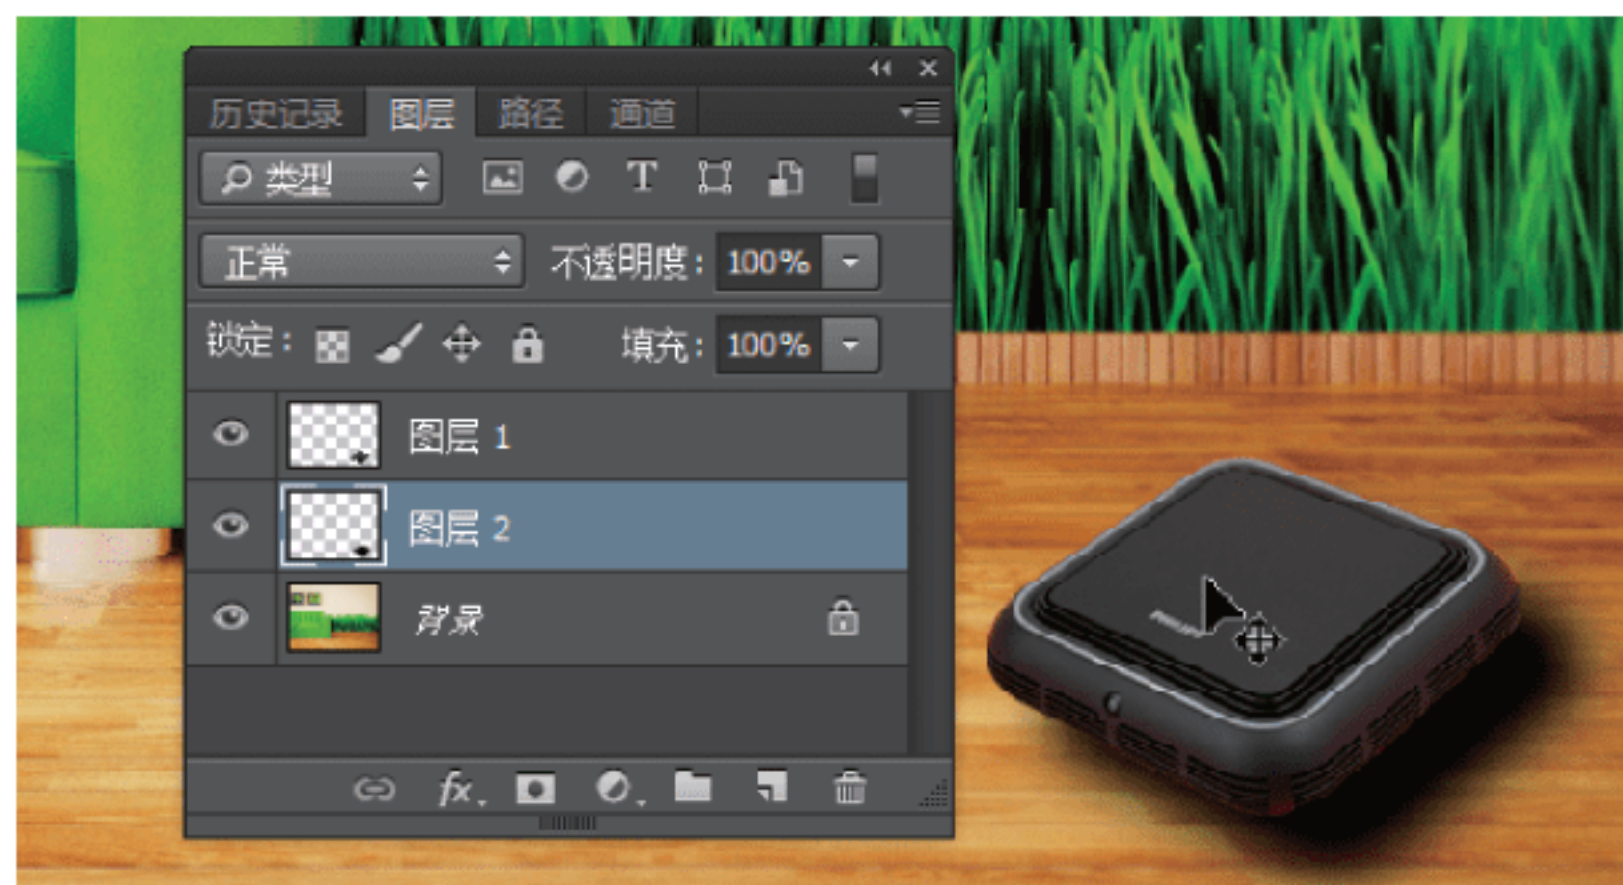 历史记录 图层 路径 通道
类型
正常 不透明度: 100%
锁定: 填充: 100%
图层 1
图层 2
背景
fx
PHILIPS